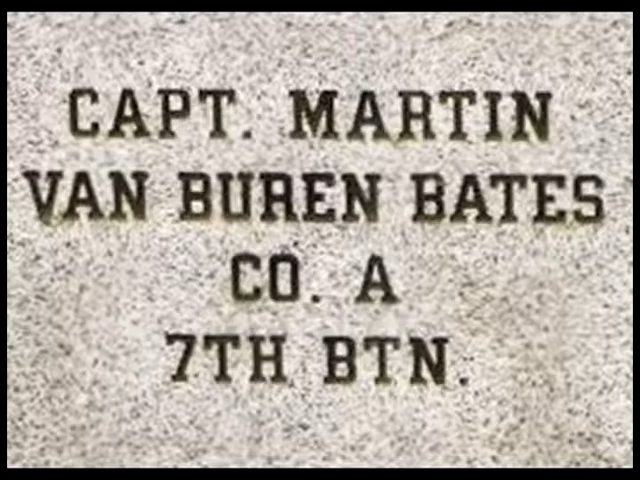 CAPT. MARTIN
VAN BUREN BATES
CO. A
7TH BTN.